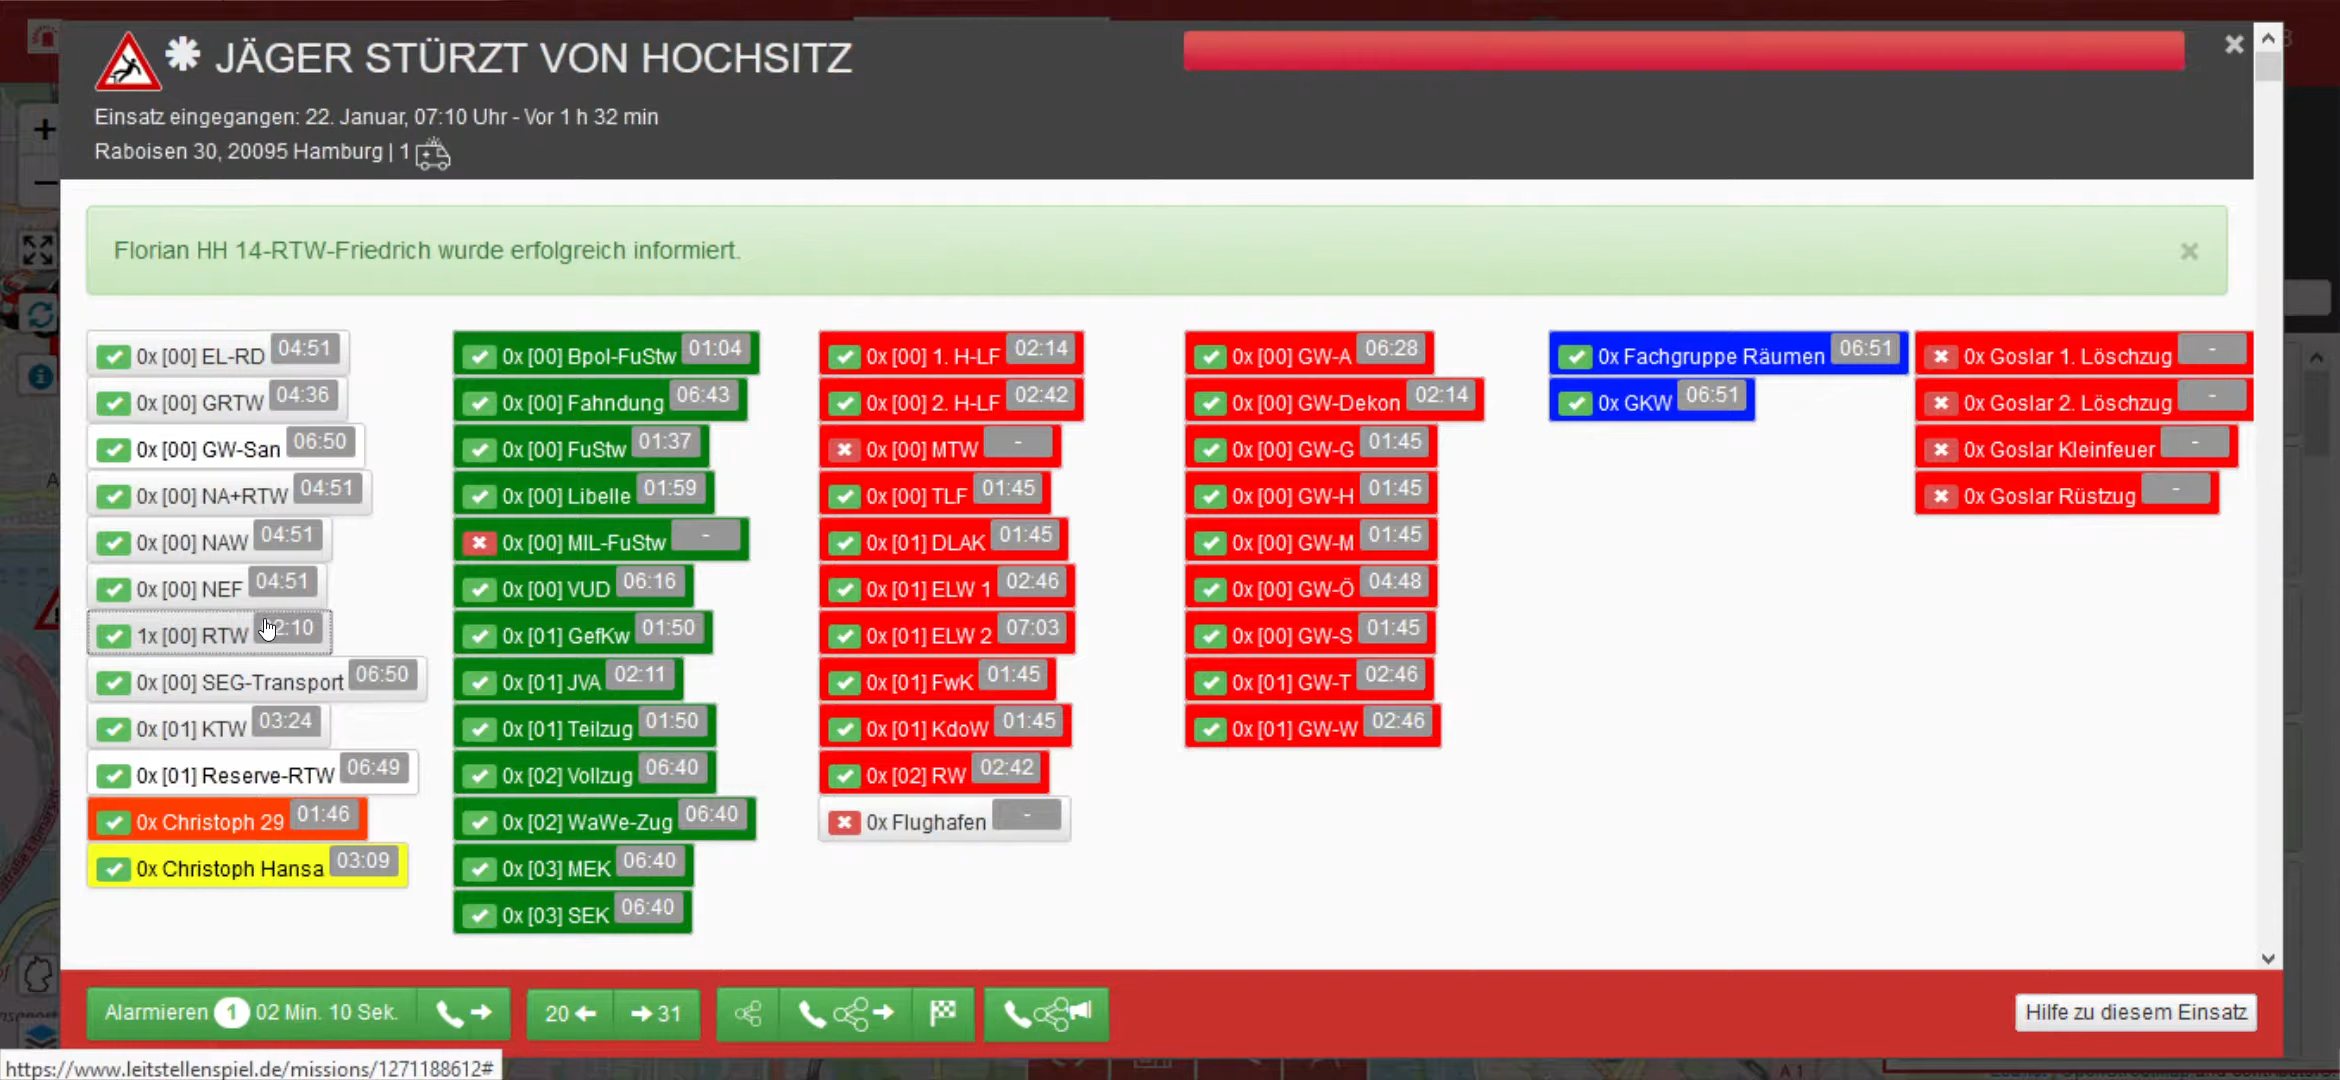 JÄGER STÜRZT VON HOCHSITZ
Einsatz eingegangen: 22. Januar, 07:10 Uhr - Vor 1 h 32 min
Raboisen 30, 20095 Hamburg | 1
Florian HH 14-RTW-Friedrich wurde erfolgreich informiert.
0x [00] EL-RD 04:51
0x [00] GRTW 04:36
0x [00] GW-San 06:50
0x [00] NA+RTW 04:51
0x [00] NAW 04:51
0x [00] NEF 04:51
1x [00] RTW 2:10
0x [00] SEG-Transport 06:50
0x [01] KTW 03:24
0x [01] Reserve-RTW 06:49
0x Christoph 29 01:46
0x Christoph Hansa 03:09
0x [00] Bpol-FuStw 01:04
0x [00] Fahndung 06:43
0x [00] FuStw 01:37
0x [00] Libelle 01:59
0x [00] MIL-FuStw -
0x [00] VUD 06:16
0x [01] GefKw 01:50
0x [01] JVA 02:11
0x [01] Teilzug 01:50
0x [02] Vollzug 06:40
0x [02] WaWe-Zug 06:40
0x [03] MEK 06:40
0x [03] SEK 06:40
0x [00] 1. H-LF 02:14
0x [00] 2. H-LF 02:42
0x [00] MTW -
0x [00] TLF 01:45
0x [01] DLAK 01:45
0x [01] ELW 1 02:46
0x [01] ELW 2 07:03
0x [01] FwK 01:45
0x [01] KdoW 01:45
0x [02] RW 02:42
0x Flughafen -
0x [00] GW-A 06:28
0x [00] GW-Dekon 02:14
0x [00] GW-G 01:45
0x [00] GW-H 01:45
0x [00] GW-M 01:45
0x [00] GW-Ö 04:48
0x [00] GW-S 01:45
0x [01] GW-T 02:46
0x [01] GW-W 02:46
0x Fachgruppe Räumen 06:51
0x GKW 06:51
0x Goslar 1. Löschzug -
0x Goslar 2. Löschzug -
0x Goslar Kleinfeuer -
0x Goslar Rüstzug -
Alarmieren 1 02 Min. 10 Sek.
20
31
Hilfe zu diesem Einsatz
https://www.leitstellenspiel.de/missions/1271188612#
A 1